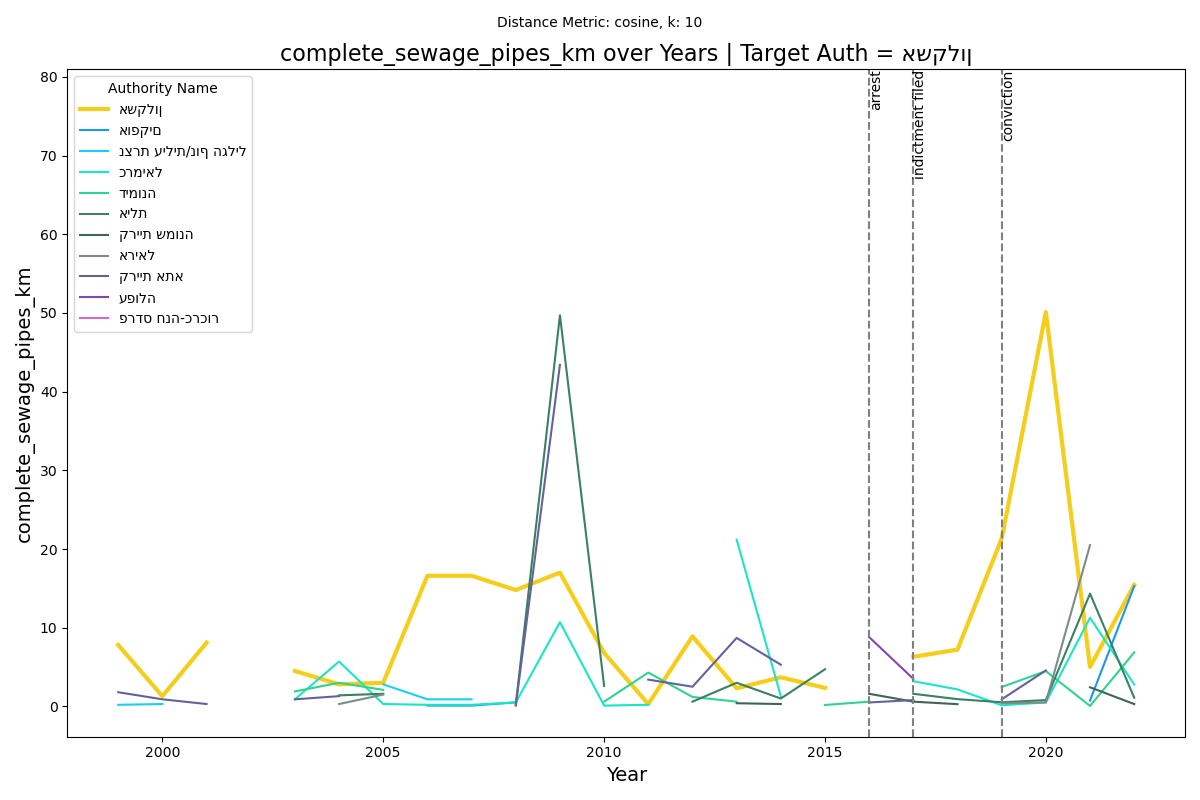 Distance Metric: cosine, k: 10
complete_sewage_pipes_km over Years | Target Auth = אשקלון
Authority Name
אשקלון
אופקים
נצרת עילית/נוף הגליל
כרמיאל
דימונה
אילת
קריית שמונה
אריאל
קריית אתא
עפולה
פרדס חנה-כרכור
arrest
indictment filed
conviction
complete_sewage_pipes_km
80
70
60
50
40
30
20
10
0
2000
2005
2010
2015
2020
Year